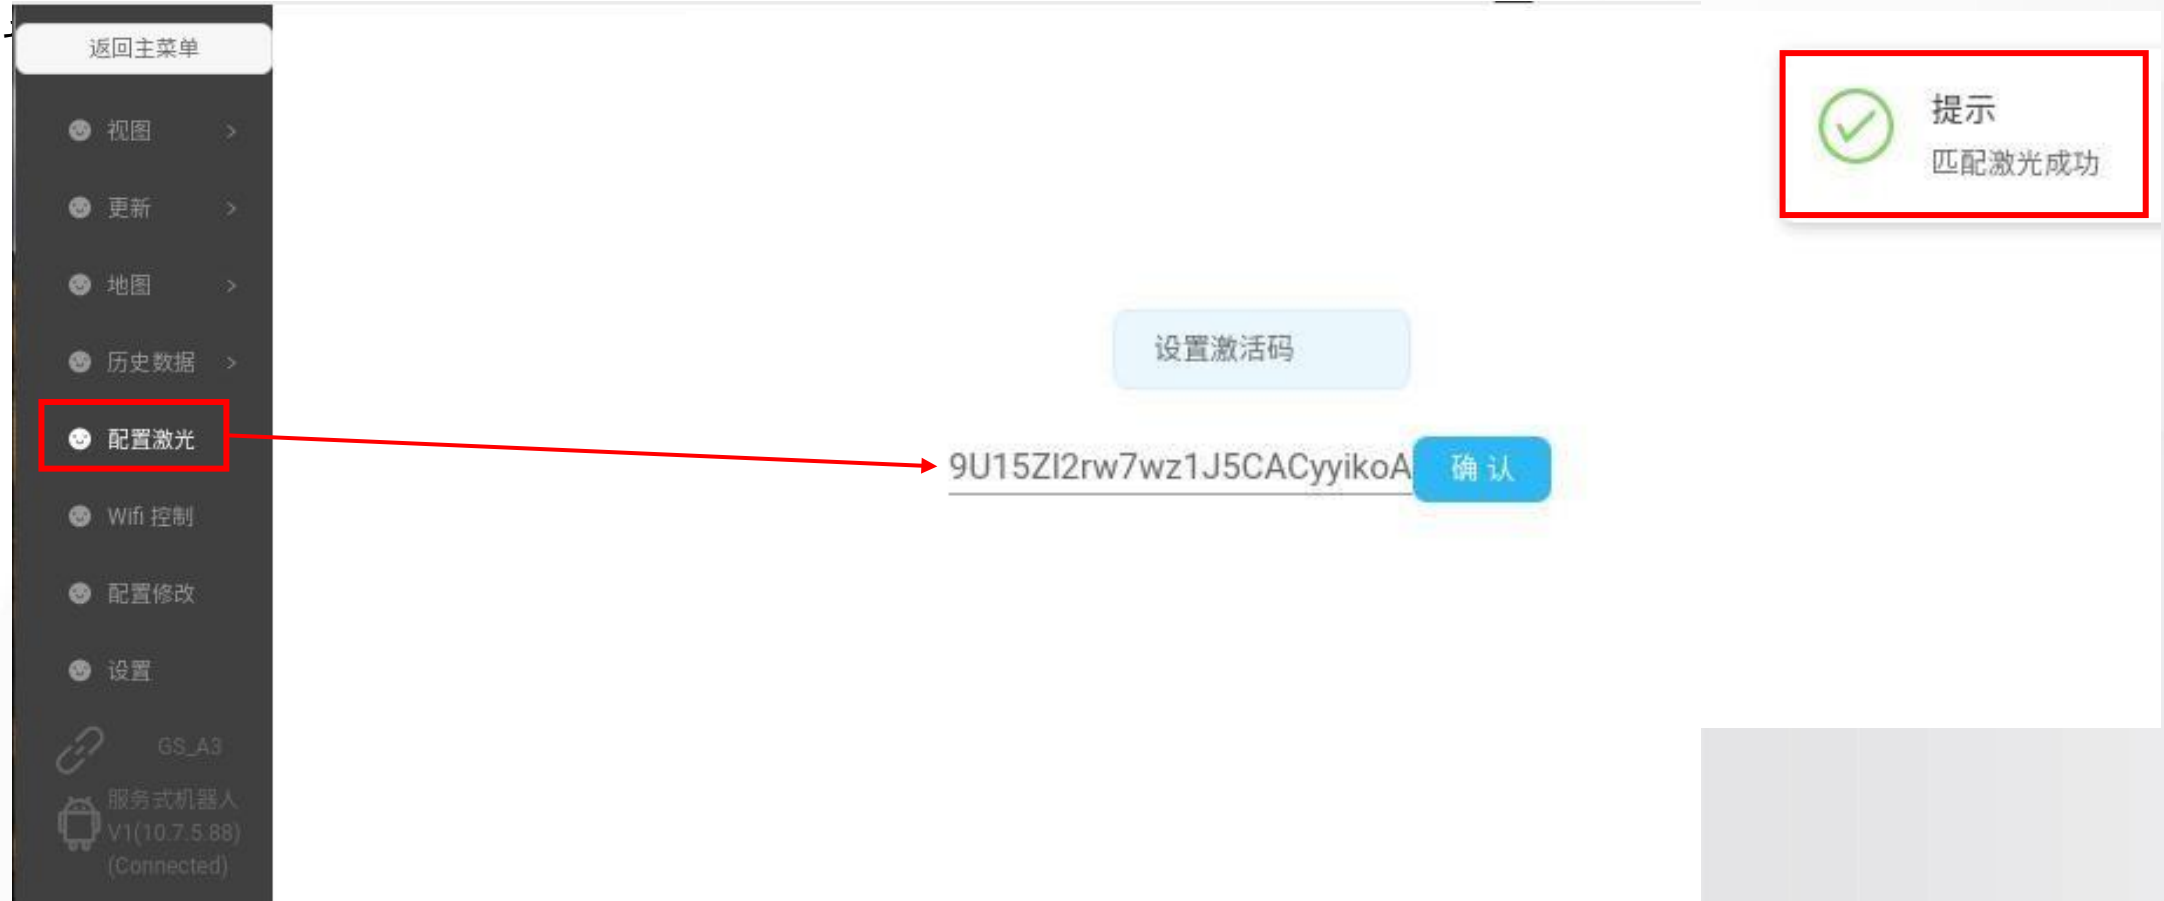 返回主菜单
视图 >
更新 >
地图 >
历史数据 >
配置激光
Wifi 控制
配置修改
设置
GS_A3
服务式机器人
V1(10.7.5.88)
(Connected)
设置激活码
9U15ZI2rw7wz1J5CACyyikoA 确认
提示
匹配激光成功